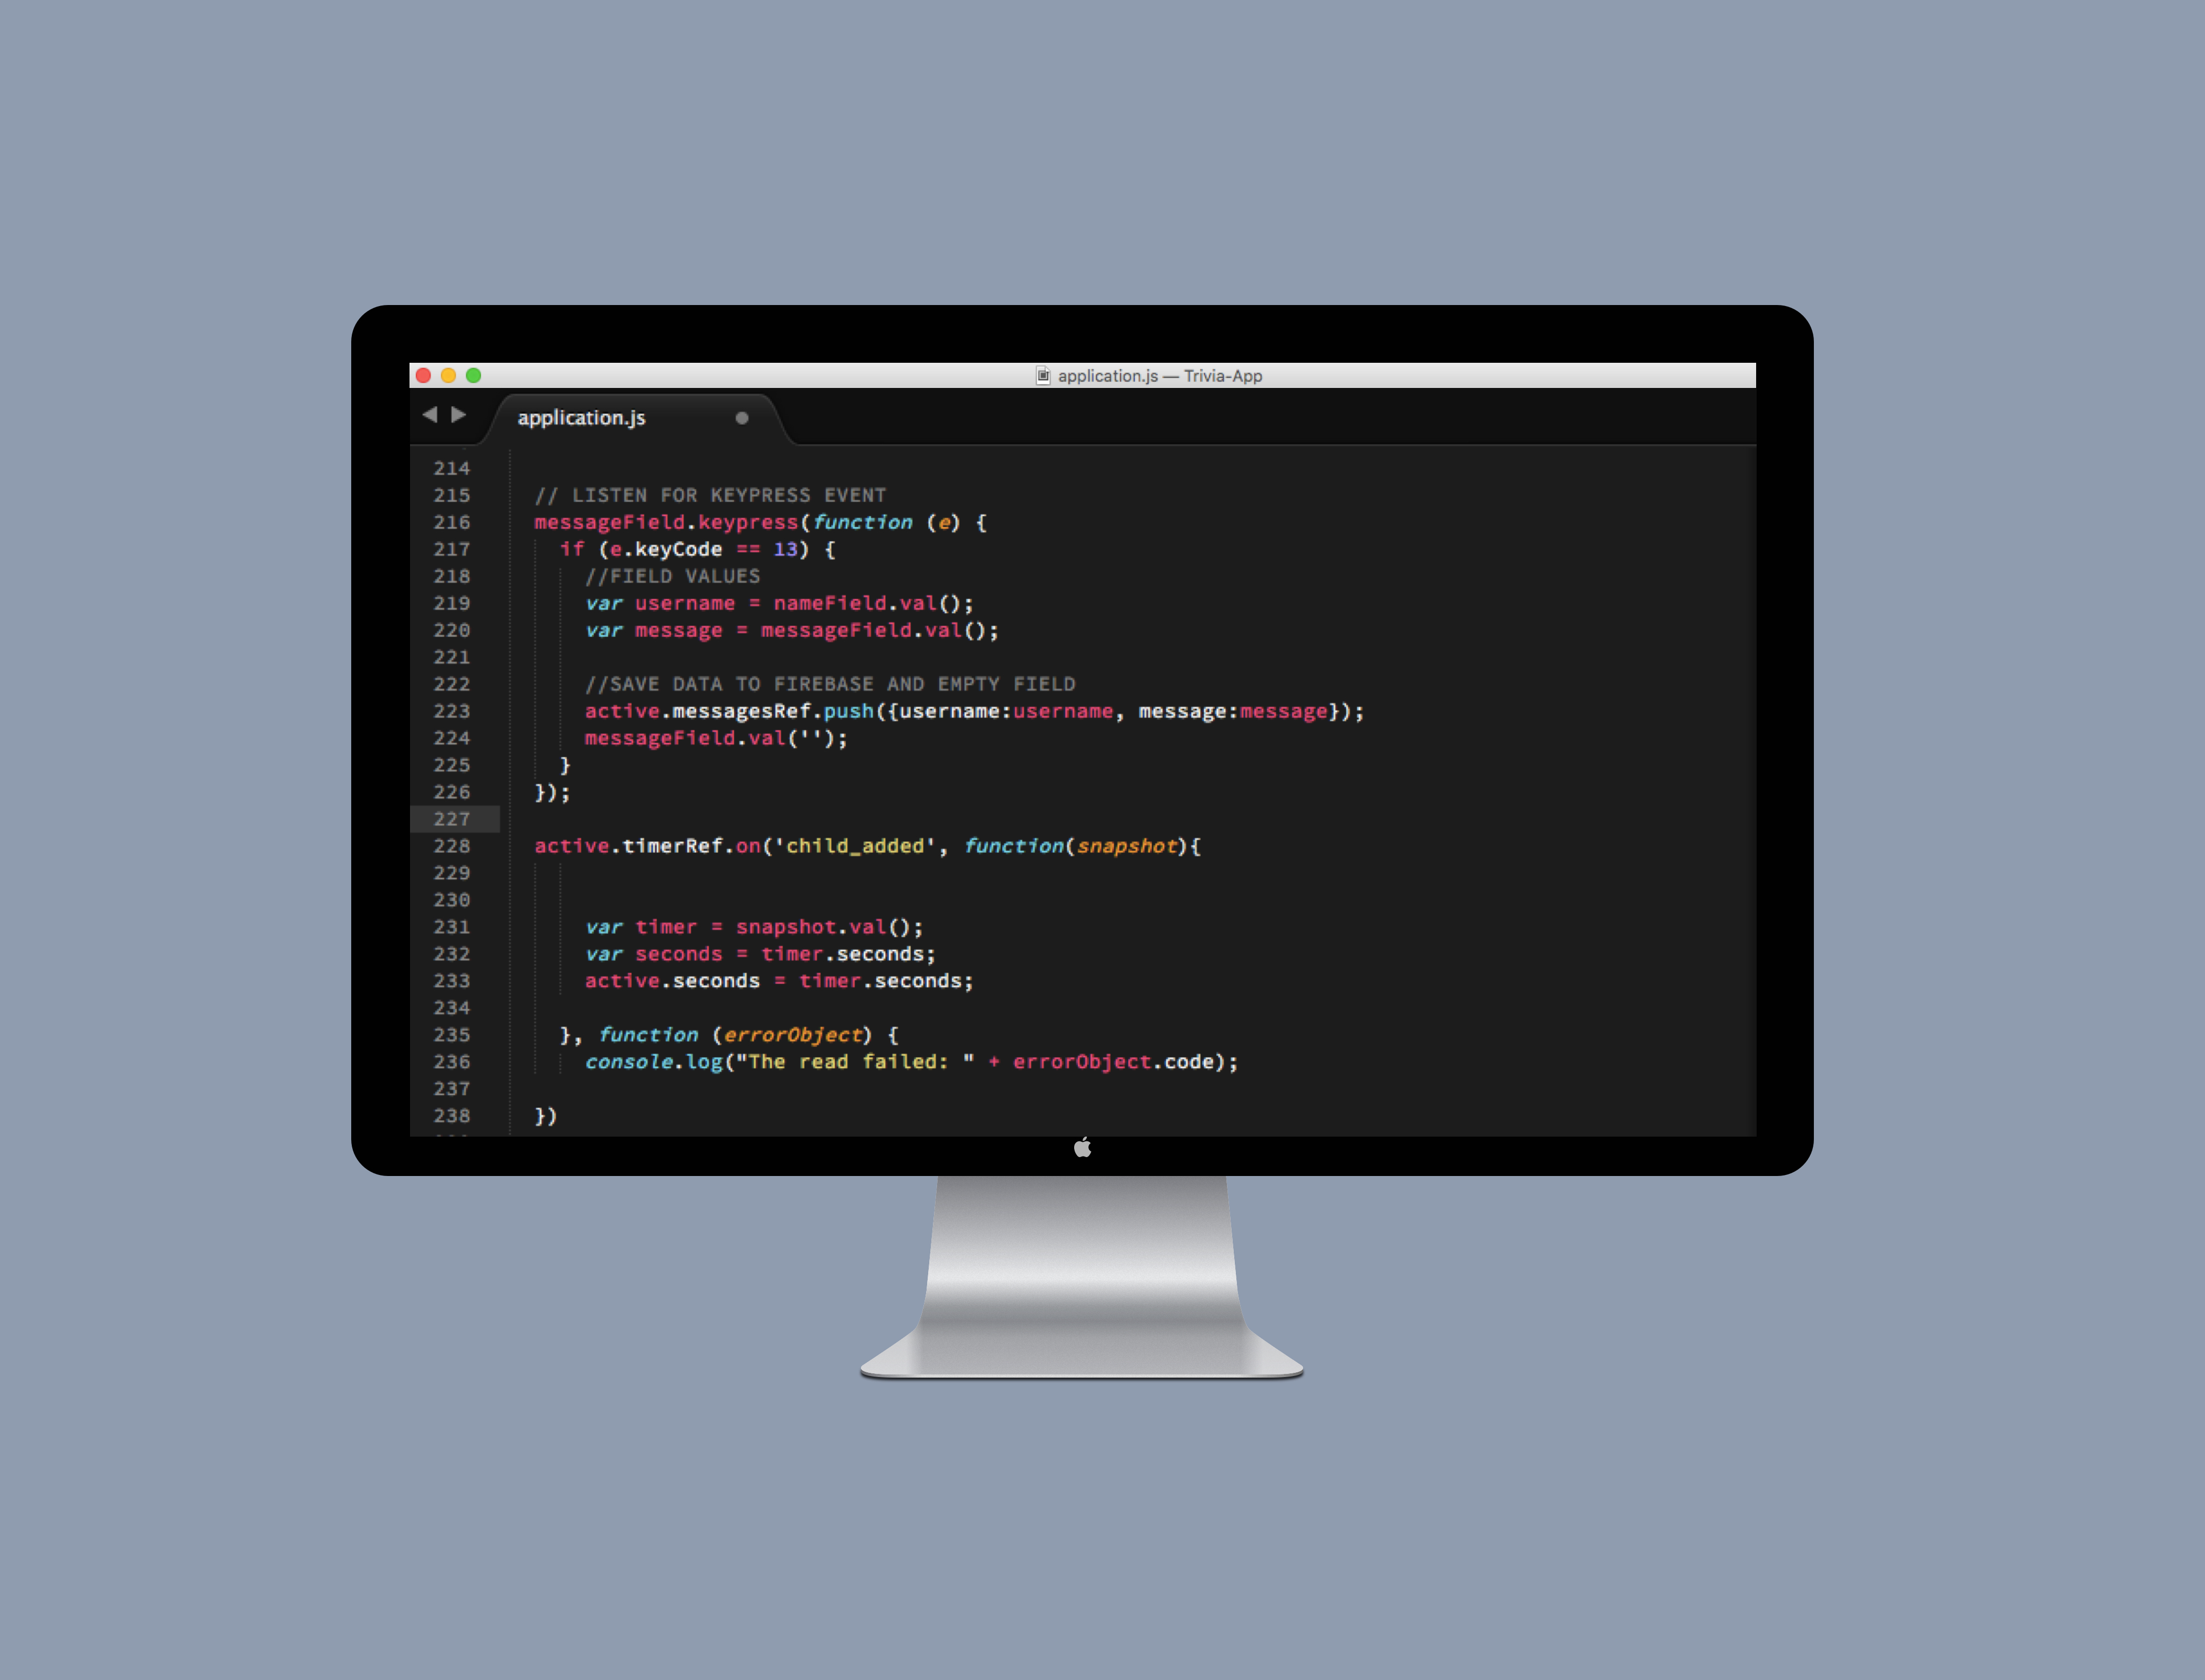 application.js — Trivia-App
application.js
214
215 // LISTEN FOR KEYPRESS EVENT
216 messageField.keypress(function (e) {
217 if (e.keyCode == 13) {
218 //FIELD VALUES
219 var username = nameField.val();
220 var message = messageField.val();
221
222 //SAVE DATA TO FIREBASE AND EMPTY FIELD
223 active.messagesRef.push({username:username, message:message});
224 messageField.val('');
225 }
226 });
227
228 active.timerRef.on('child_added', function(snapshot){
229
230
231 var timer = snapshot.val();
232 var seconds = timer.seconds;
233 active.seconds = timer.seconds;
234
235 }, function (errorObject) {
236 console.log("The read failed: " + errorObject.code);
237
238 })